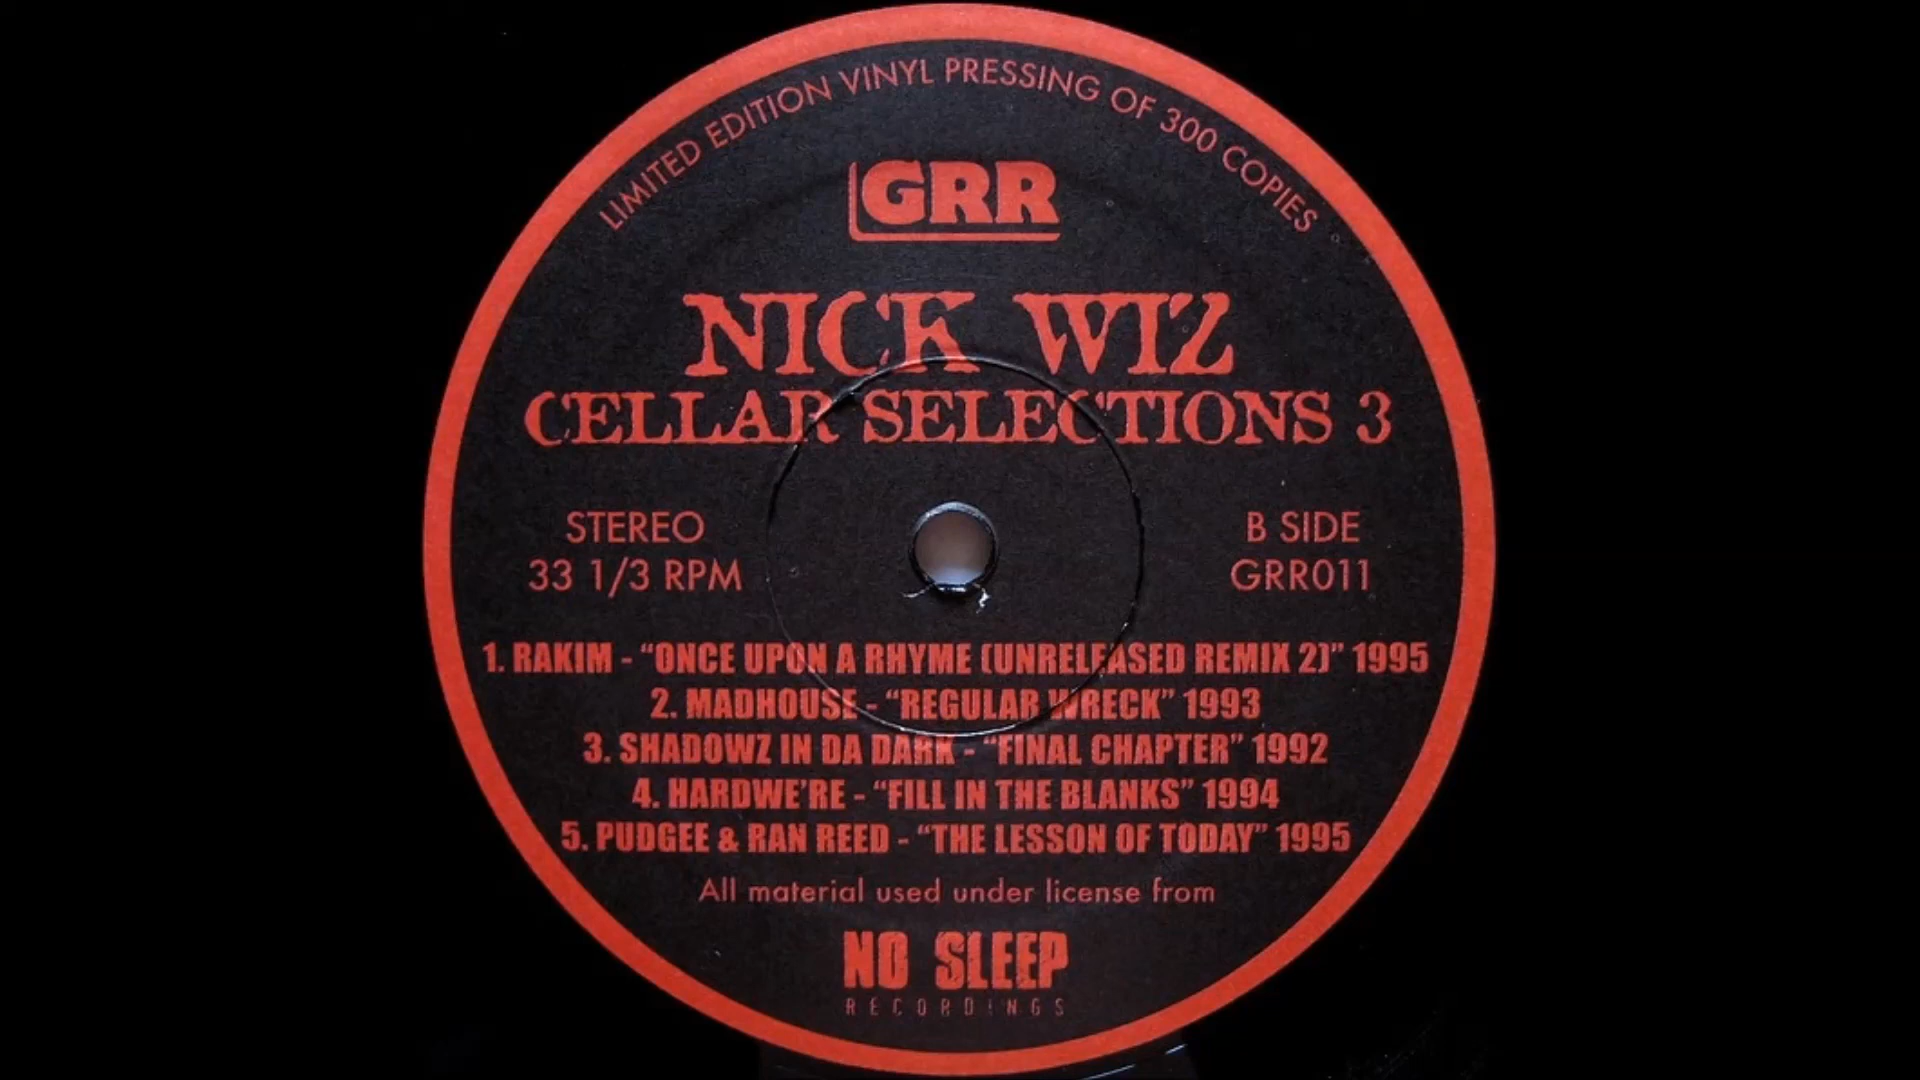 LIMITED EDITION VINYL PRESSING OF 300 COPIES
GRR
NICK WIZ
CELLAR SELECTIONS 3
STEREO
33 1/3 RPM
B SIDE
GRR011
1. RAKIM - “ONCE UPON A RHYME (UNRELEASED REMIX 2)” 1995
2. MADHOUSE - “REGULAR WRECK” 1993
3. SHADOWZ IN DA DARK - “FINAL CHAPTER” 1992
4. HARDWE’RE - “FILL IN THE BLANKS” 1994
5. PUDGEE & RAN REED - “THE LESSON OF TODAY” 1995
All material used under license from
NO SLEEP
RECORDINGS